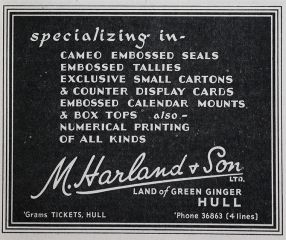 specializing in-
CAMEO EMBOSSED SEALS
EMBOSSED TALLIES
EXCLUSIVE SMALL CARTONS
& COUNTER DISPLAY CARDS
EMBOSSED CALENDAR MOUNTS
& BOX TOPS also-
NUMERICAL PRINTING
OF ALL KINDS
M. Harland & Son
LTD.
LAND of GREEN GINGER
HULL
'Grams TICKETS, HULL 'Phone 36863 (4 lines)